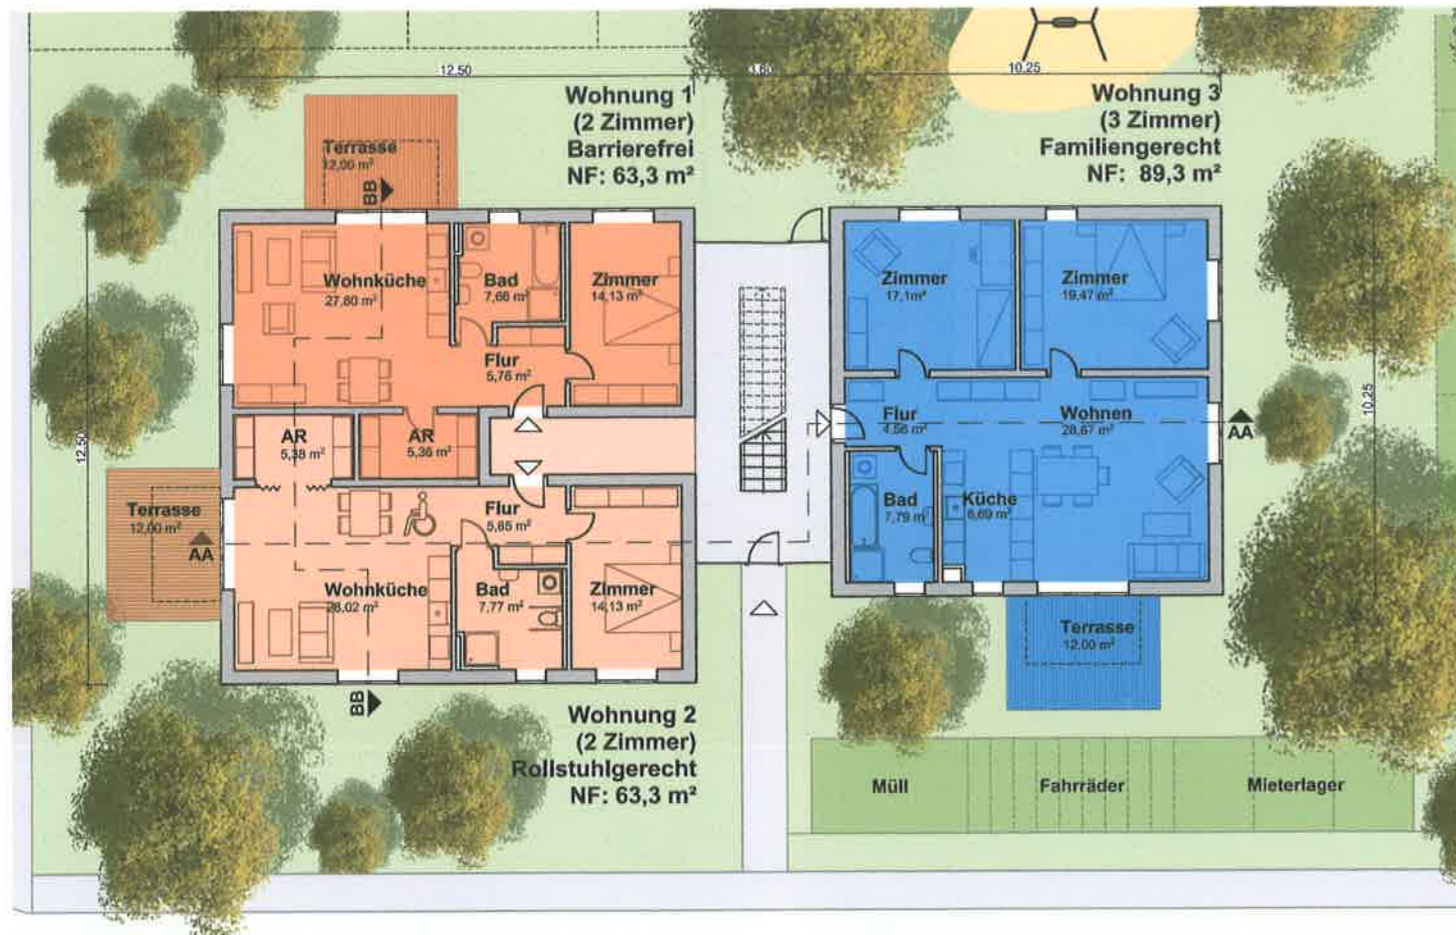 12,50
3,80
10,25
Wohnung 1
(2 Zimmer)
Barrierefrei
NF: 63,3 m²
Wohnung 3
(3 Zimmer)
Familiengerecht
NF: 89,3 m²
Terrasse
12,00 m²
BB
Wohnküche
27,80 m²
Bad
7,66 m²
Zimmer
14,13 m²
Flur
5,76 m²
AR
5,38 m²
AR
5,36 m²
12,50
Terrasse
12,00 m²
AA
Flur
5,85 m²
Wohnküche
26,02 m²
Bad
7,77 m²
Zimmer
14,13 m²
BB
Wohnung 2
(2 Zimmer)
Rollstuhlgerecht
NF: 63,3 m²
Zimmer
17,1m²
Zimmer
19,47 m²
Flur
4,56 m²
Wohnen
28,67 m²
10,25
AA
Bad
7,79 m²
Küche
8,69 m²
Terrasse
12,00 m²
Müll
Fahrräder
Mieterlager